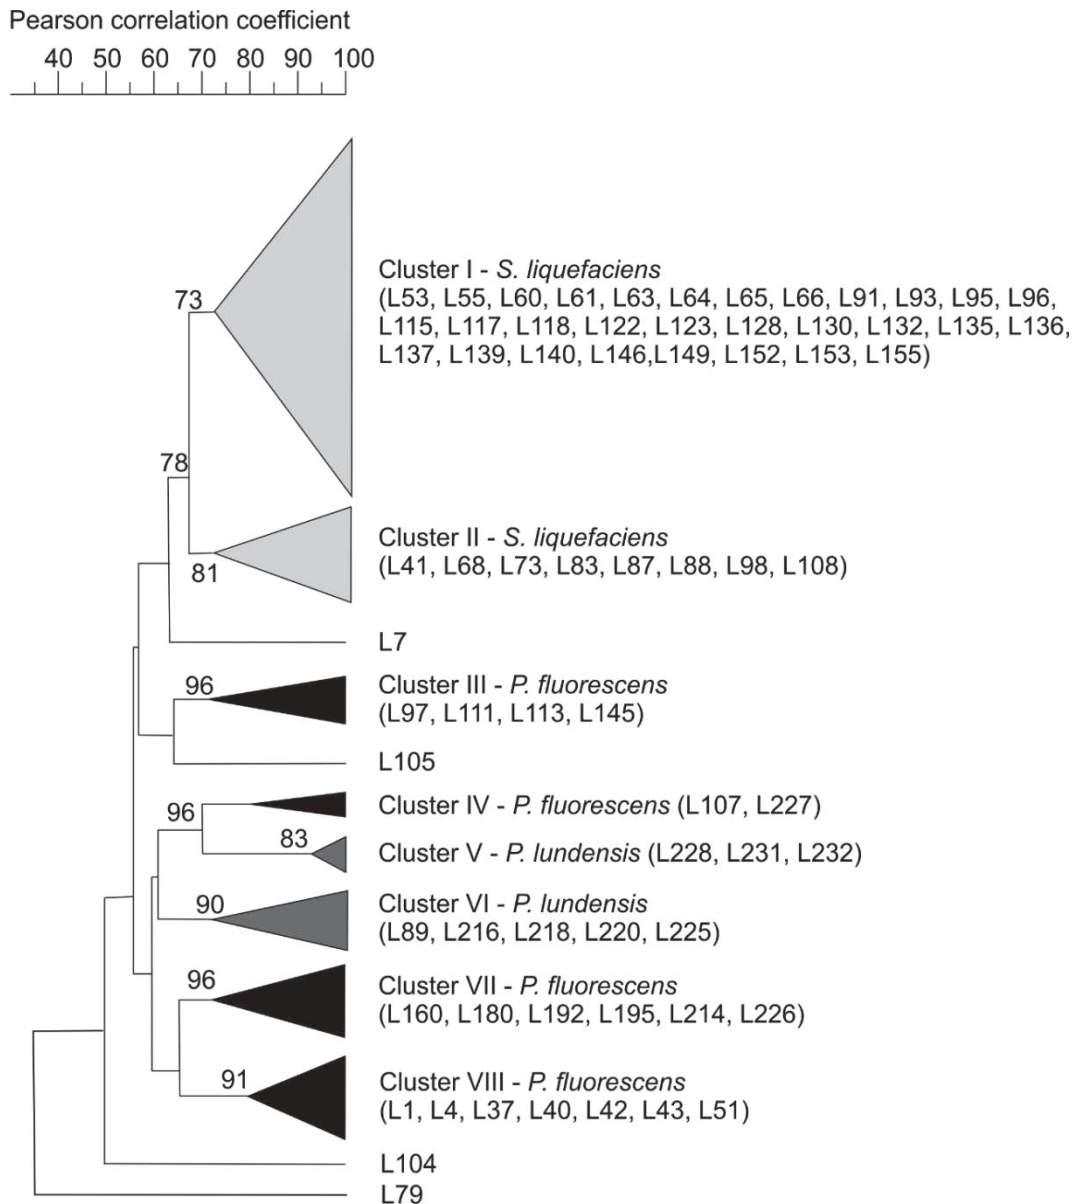 Pearson correlation coefficient
40 50 60 70 80 90 100
Cluster I - S. liquefaciens
73
(L53, L55, L60, L61, L63, L64, L65, L66, L91, L93, L95, L96,
L115, L117, L118, L122, L123, L128, L130, L132, L135, L136,
L137, L139, L140, L146,L149, L152, L153, L155)
78
Cluster II - S. liquefaciens
(L41, L68, L73, L83, L87, L88, L98, L108)
81
L7
96
Cluster III - P. fluorescens
(L97, L111, L113, L145)
L105
96
Cluster IV - P. fluorescens (L107, L227)
83
Cluster V - P. lundensis (L228, L231, L232)
90
Cluster VI - P. lundensis
(L89, L216, L218, L220, L225)
96
Cluster VII - P. fluorescens
(L160, L180, L192, L195, L214, L226)
91
Cluster VIII - P. fluorescens
(L1, L4, L37, L40, L42, L43, L51)
L104
L79